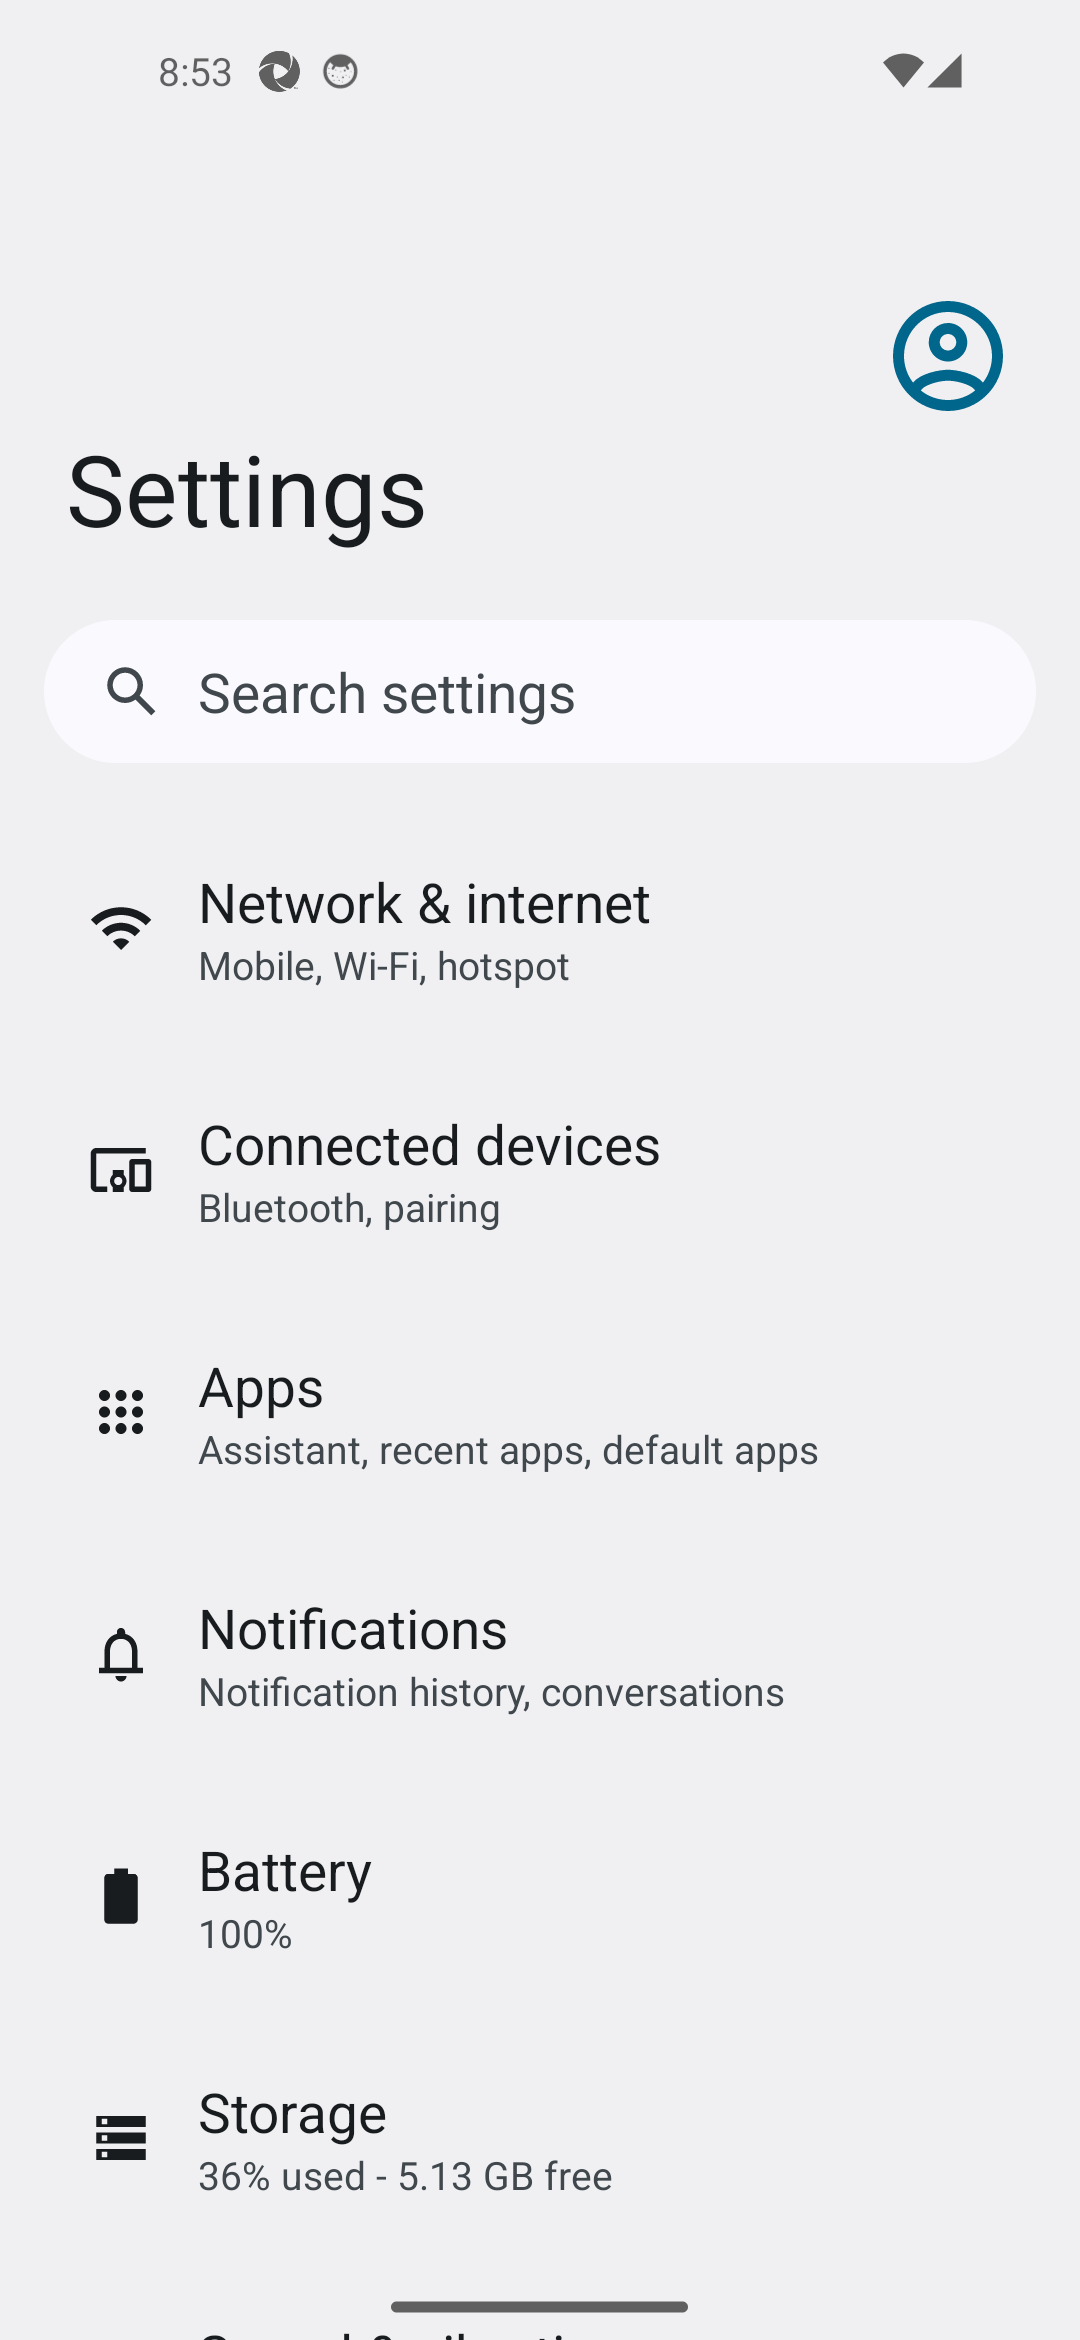 8:53
Settings
Search settings
Network & internet
Mobile, Wi-Fi, hotspot
Connected devices
Bluetooth, pairing
Apps
Assistant, recent apps, default apps
Notifications
Notification history, conversations
Battery
100%
Storage
36% used - 5.13 GB free